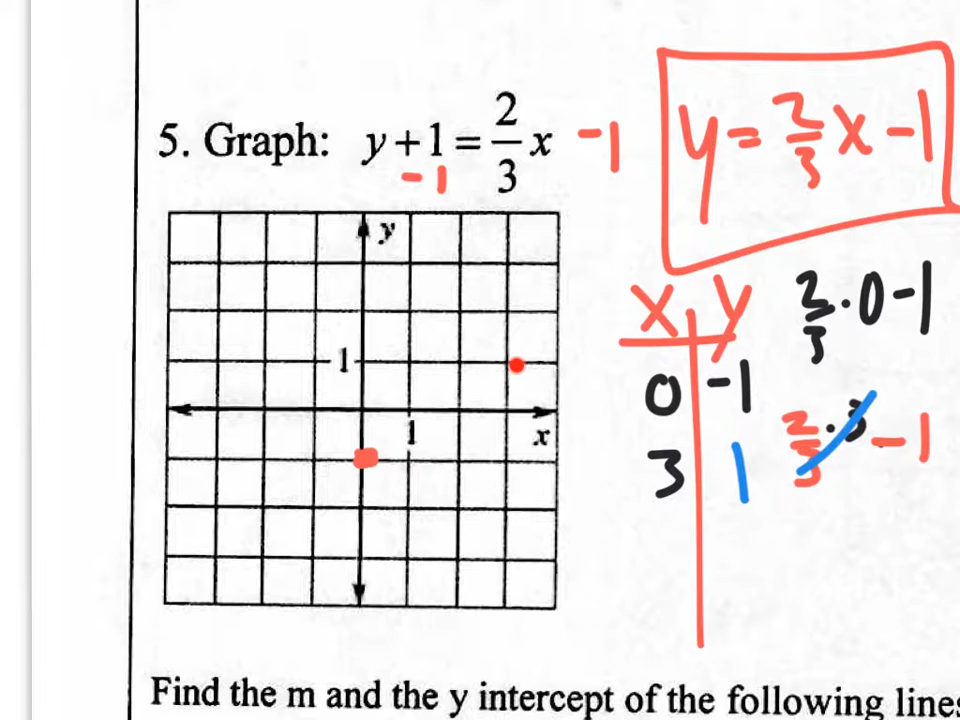 5. Graph: y + 1 = 2/3 x - 1
- 1
y = 2/3 x - 1
y
1
1
x
x y
0 -1
3 1
2/3 · 0 - 1
2/3 · 3 - 1
Find the m and the y intercept of the following lines